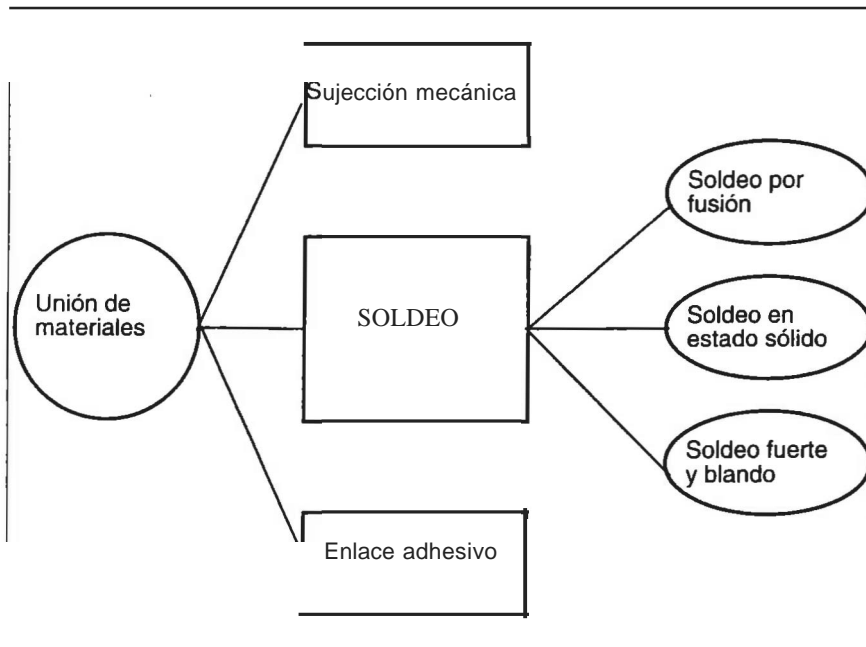 Sujección mecánica
Unión de
materiales
SOLDEO
Enlace adhesivo
Soldeo por
fusión
Soldeo en
estado sólido
Soldeo fuerte
y blando